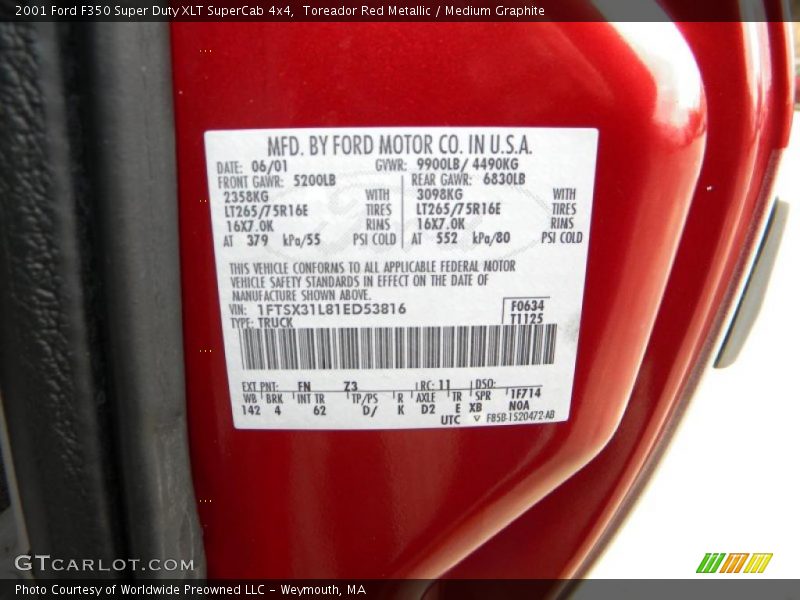 2001 Ford F350 Super Duty XLT SuperCab 4x4,  Toreador Red Metallic / Medium Graphite
MFD. BY FORD MOTOR CO. IN U.S.A.
DATE: 06/01 GVWR: 9900LB/ 4490KG
FRONT GAWR: 5200LB REAR GAWR: 6830LB
2358KG WITH 3098KG WITH
LT265/75R16E TIRES LT265/75R16E TIRES
16X7.0K RIMS 16X7.0K RIMS
AT 379 kPa/55 PSI COLD AT 552 kPa/80 PSI COLD
THIS VEHICLE CONFORMS TO ALL APPLICABLE FEDERAL MOTOR
VEHICLE SAFETY STANDARDS IN EFFECT ON THE DATE OF
MANUFACTURE SHOWN ABOVE.
VIN: 1FTSX31L81ED53816 F0634
TYPE: TRUCK T1125
EXT PNT: FN Z3 RC: 11 DSO:
WB BRK INT TR TP/PS R AXLE TR SPR 1F714
142 4 62 D/ K D2 E XB N0A
UTC F85B-1520472-AB
GTCARLOT.COM
Photo Courtesy of Worldwide Preowned LLC - Weymouth, MA